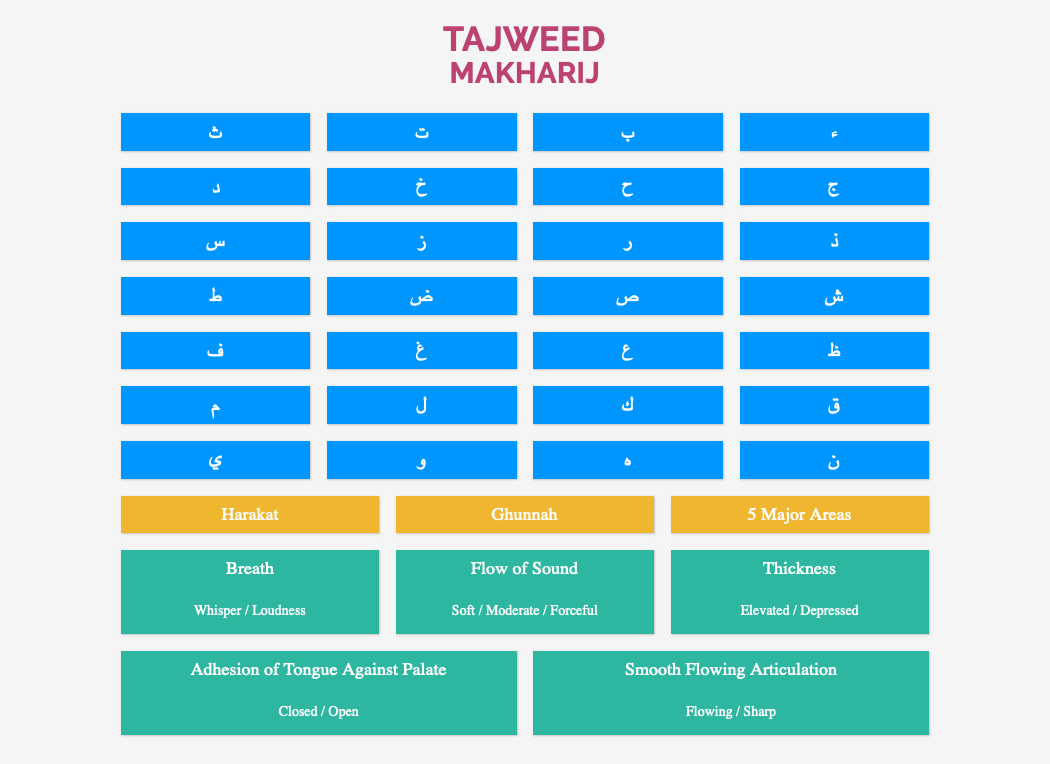 TAJWEED
MAKHARIJ
ء ب ت ث
ج ح خ د
ذ ر ز س
ش ص ض ط
ظ ع غ ف
ق ك ل م
ن ه و ي
Harakat Ghunnah 5 Major Areas
Breath Flow of Sound Thickness
Whisper / Loudness Soft / Moderate / Forceful Elevated / Depressed
Adhesion of Tongue Against Palate Smooth Flowing Articulation
Closed / Open Flowing / Sharp